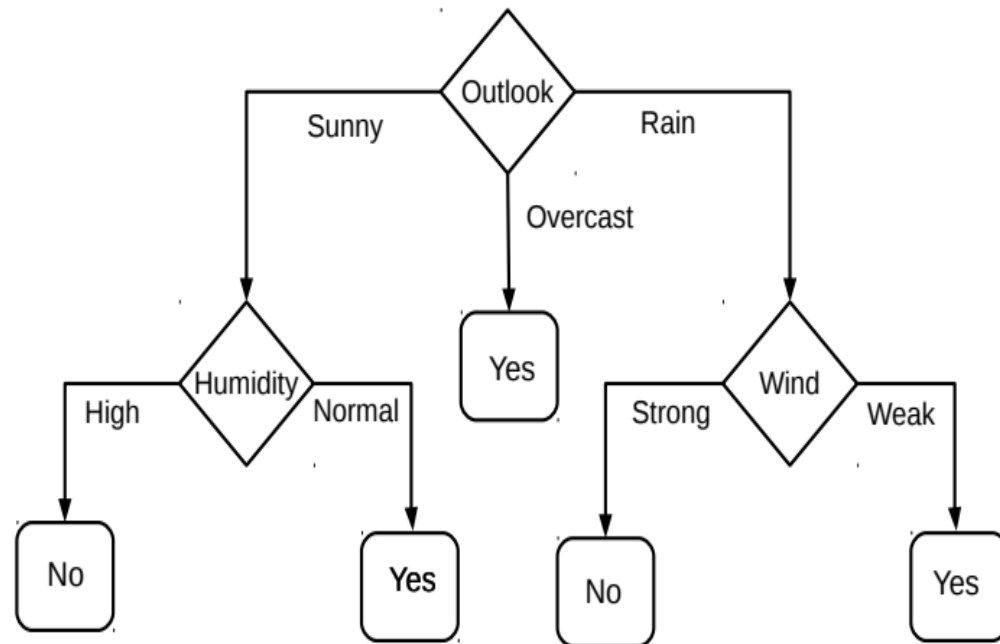 Outlook
Sunny
Rain
Overcast
Yes
Humidity
Wind
High
Normal
Strong
Weak
No
Yes
No
Yes